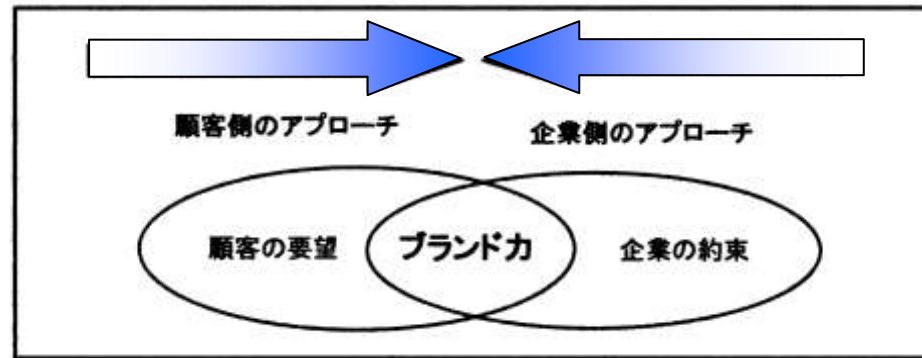 顧客側のアプローチ
企業側のアプローチ
顧客の要望
ブランド力
企業の約束